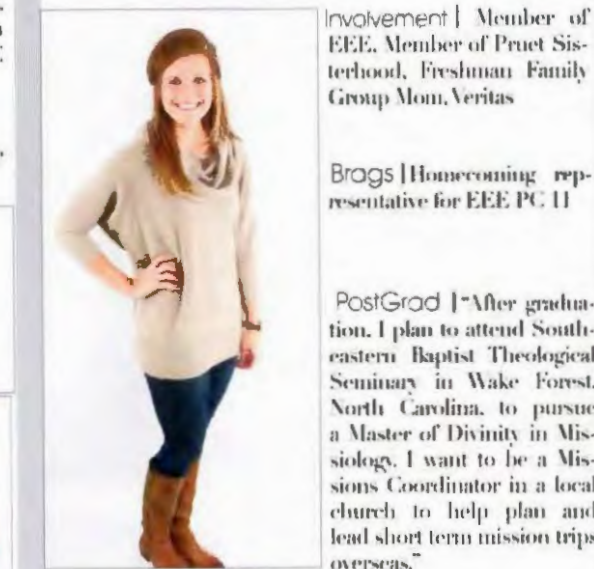 Involvement | Member of
EEE, Member of Pruet Sis-
terhood, Freshman Family
Group Mom, Veritas
Brags | Homecoming rep-
resentative for EEE PC 11
PostGrad | "After gradua-
tion, I plan to attend South-
eastern Baptist Theological
Seminary in Wake Forest,
North Carolina, to pursue
a Master of Divinity in Mis-
siology. I want to be a Mis-
sions Coordinator in a local
church to help plan and
lead short term mission trips
overseas."